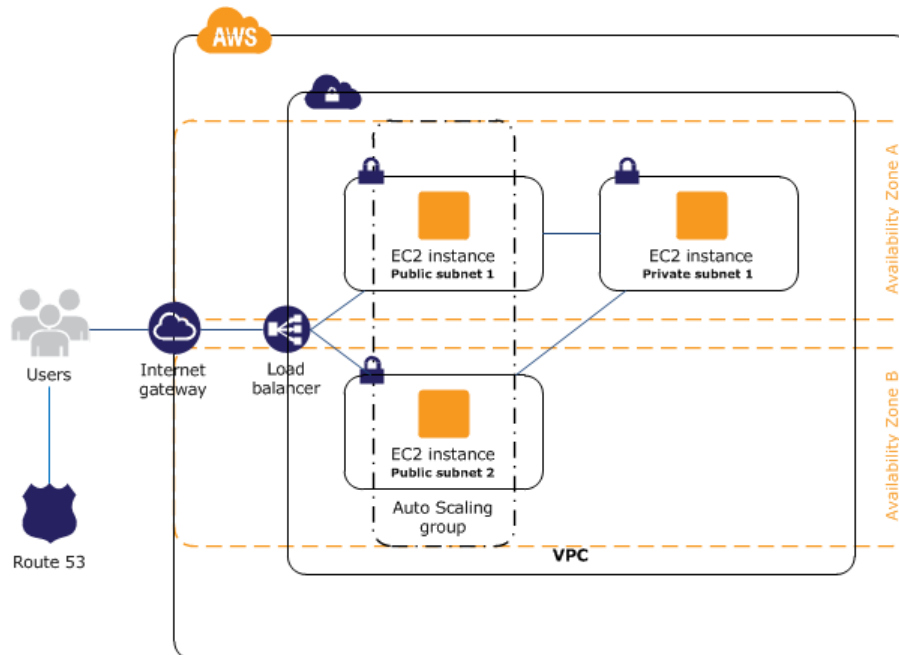 AWS
Availability Zone A
EC2 instance
Public subnet 1
EC2 instance
Private subnet 1
Users
Internet
gateway
Load
balancer
Availability Zone B
EC2 instance
Public subnet 2
Auto Scaling
group
Route 53
VPC